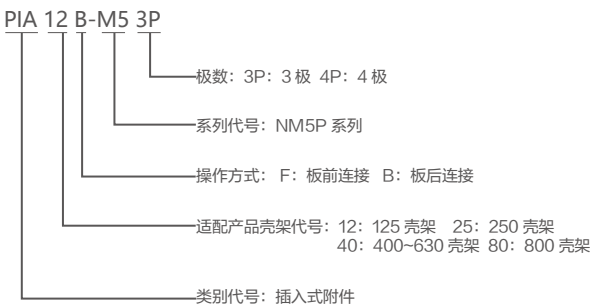 PIA 12 B-M5 3P
极数：3P：3 极 4P：4 极
系列代号：NM5P 系列
操作方式： F：板前连接 B：板后连接
适配产品壳架代号：12：125 壳架 25：250 壳架
40：400~630 壳架 80：800 壳架
类别代号：插入式附件